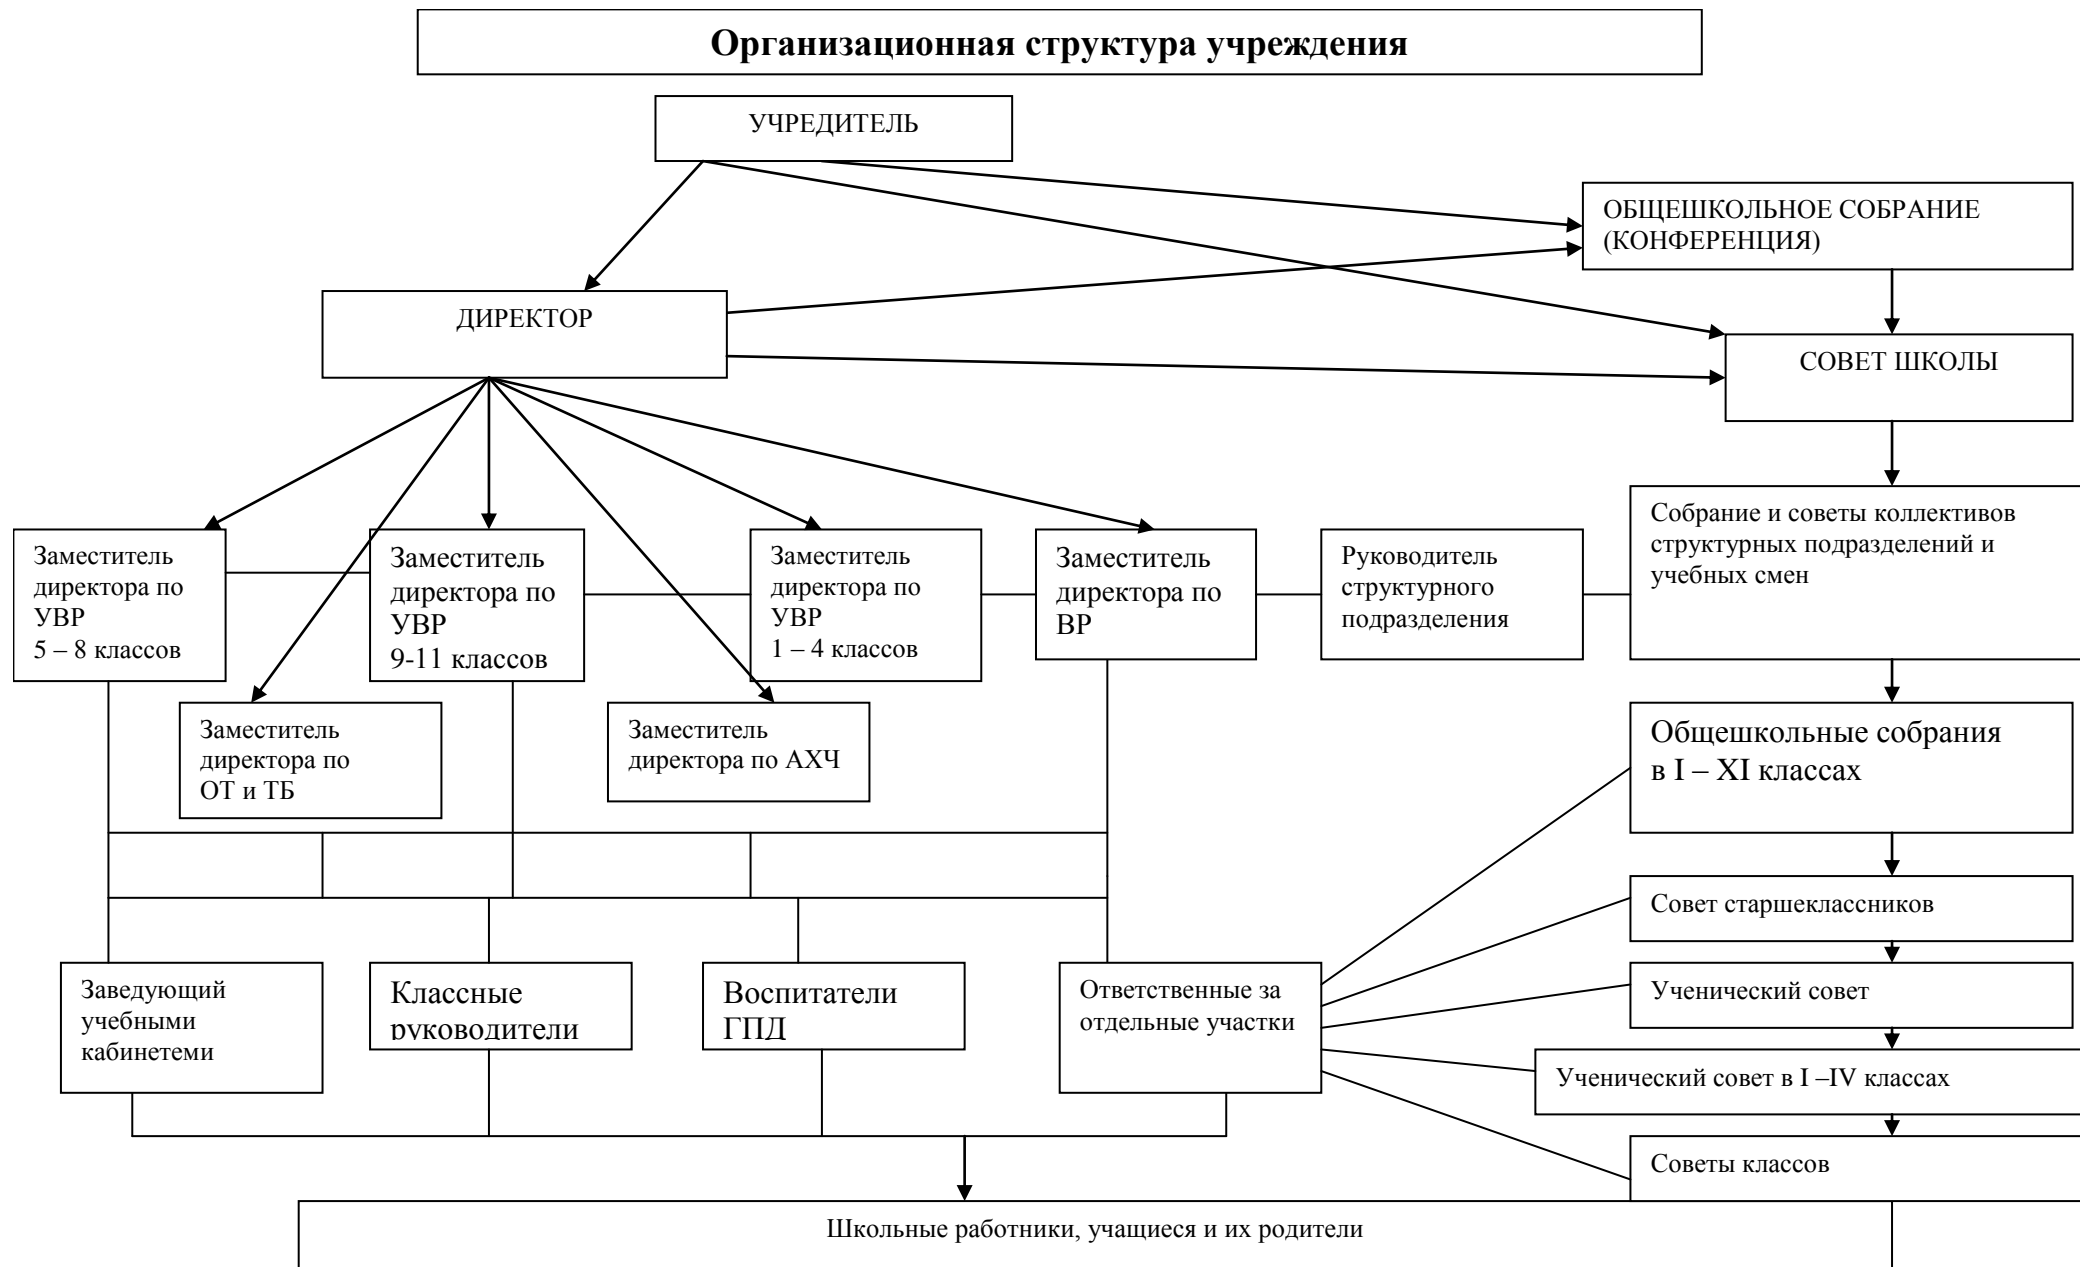 Организационная структура учреждения
УЧРЕДИТЕЛЬ
ОБЩЕШКОЛЬНОЕ СОБРАНИЕ
(КОНФЕРЕНЦИЯ)
ДИРЕКТОР
СОВЕТ ШКОЛЫ
Заместитель
директора по
УВР
5 – 8 классов
Заместитель
директора по
УВР
9-11 классов
Заместитель
директора по
УВР
1 – 4 классов
Заместитель
директора по
ВР
Руководитель
структурного
подразделения
Собрание и советы коллективов
структурных подразделений и
учебных смен
Заместитель
директора по
ОТ и ТБ
Заместитель
директора по АХЧ
Общешкольные собрания
в I – XI классах
Совет старшеклассников
Заведующий
учебными
кабинетеми
Классные
руководители
Воспитатели
ГПД
Ответственные за
отдельные участки
Ученический совет
Ученический совет в I –IV классах
Советы классов
Школьные работники, учащиеся и их родители